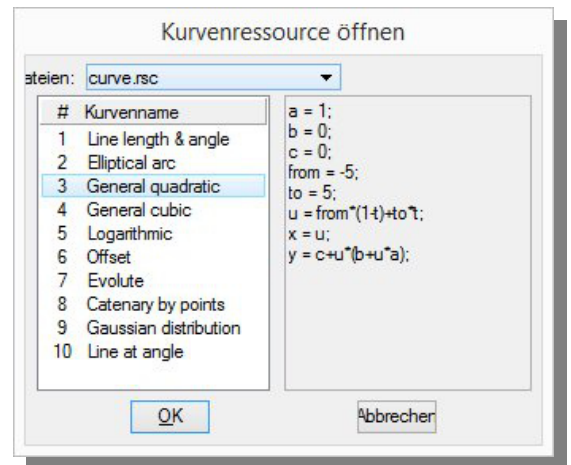 Kurvenressource öffnen
ateien: curve.rsc
# Kurvenname
1 Line length & angle
2 Elliptical arc
3 General quadratic
4 General cubic
5 Logarithmic
6 Offset
7 Evolute
8 Catenary by points
9 Gaussian distribution
10 Line at angle
a = 1;
b = 0;
c = 0;
from = -5;
to = 5;
u = from*(1-t)+to*t;
x = u;
y = c+u*(b+u*a);
OK
Abbrechen